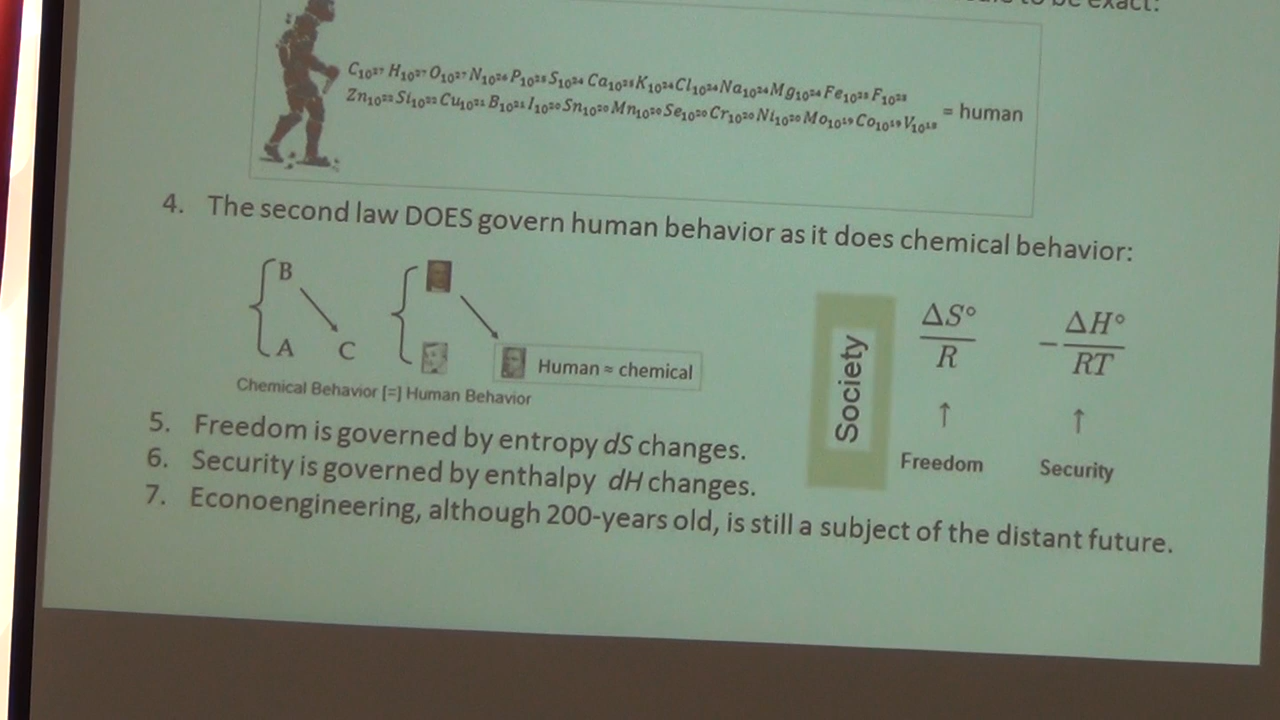 to be exact:
C₁₀²⁷ H₁₀²⁷ O₁₀²⁷ N₁₀²⁶ P₁₀²⁵ S₁₀²⁴ Ca₁₀²⁵ K₁₀²⁴ Cl₁₀²⁴ Na₁₀²⁴ Mg₁₀²⁴ Fe₁₀²³ F₁₀²³
Zn₁₀²² Si₁₀²² Cu₁₀²¹ B₁₀²¹ I₁₀²⁰ Sn₁₀²⁰ Mn₁₀²⁰ Se₁₀²⁰ Cr₁₀²⁰ Ni₁₀²⁰ Mo₁₀¹⁹ Co₁₀¹⁹ V₁₀¹⁸
= human
4. The second law DOES govern human behavior as it does chemical behavior:
B
A C
Human ≈ chemical
Chemical Behavior [=] Human Behavior
Society
ΔS°
R
− ΔH°
RT
↑ ↑
Freedom Security
5. Freedom is governed by entropy dS changes.
6. Security is governed by enthalpy dH changes.
7. Econoengineering, although 200-years old, is still a subject of the distant future.